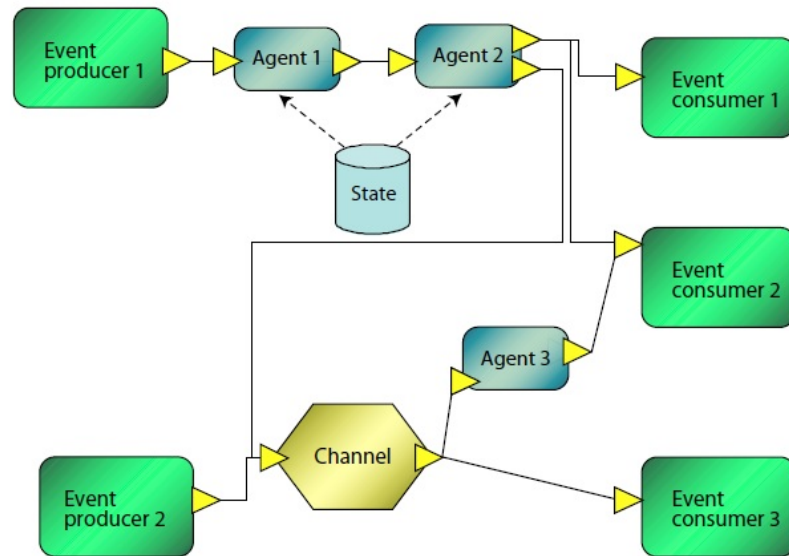 Event
producer 1
Agent 1
Agent 2
Event
consumer 1
State
Event
consumer 2
Agent 3
Channel
Event
producer 2
Event
consumer 3